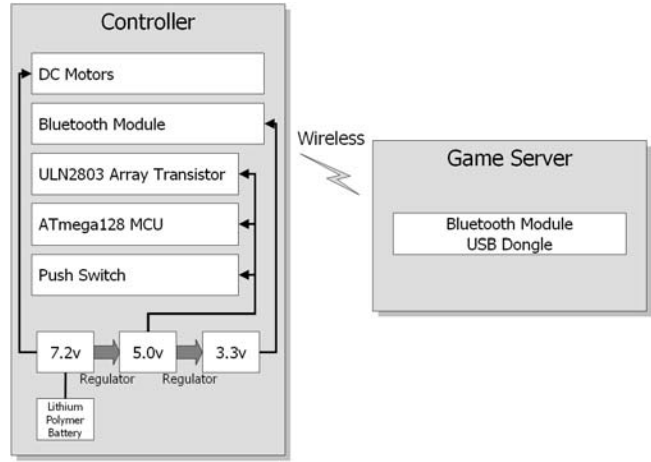 Controller
DC Motors
Bluetooth Module
ULN2803 Array Transistor
ATmega128 MCU
Push Switch
7.2v
5.0v
3.3v
Regulator
Regulator
Lithium
Polymer
Battery
Wireless
Game Server
Bluetooth Module
USB Dongle